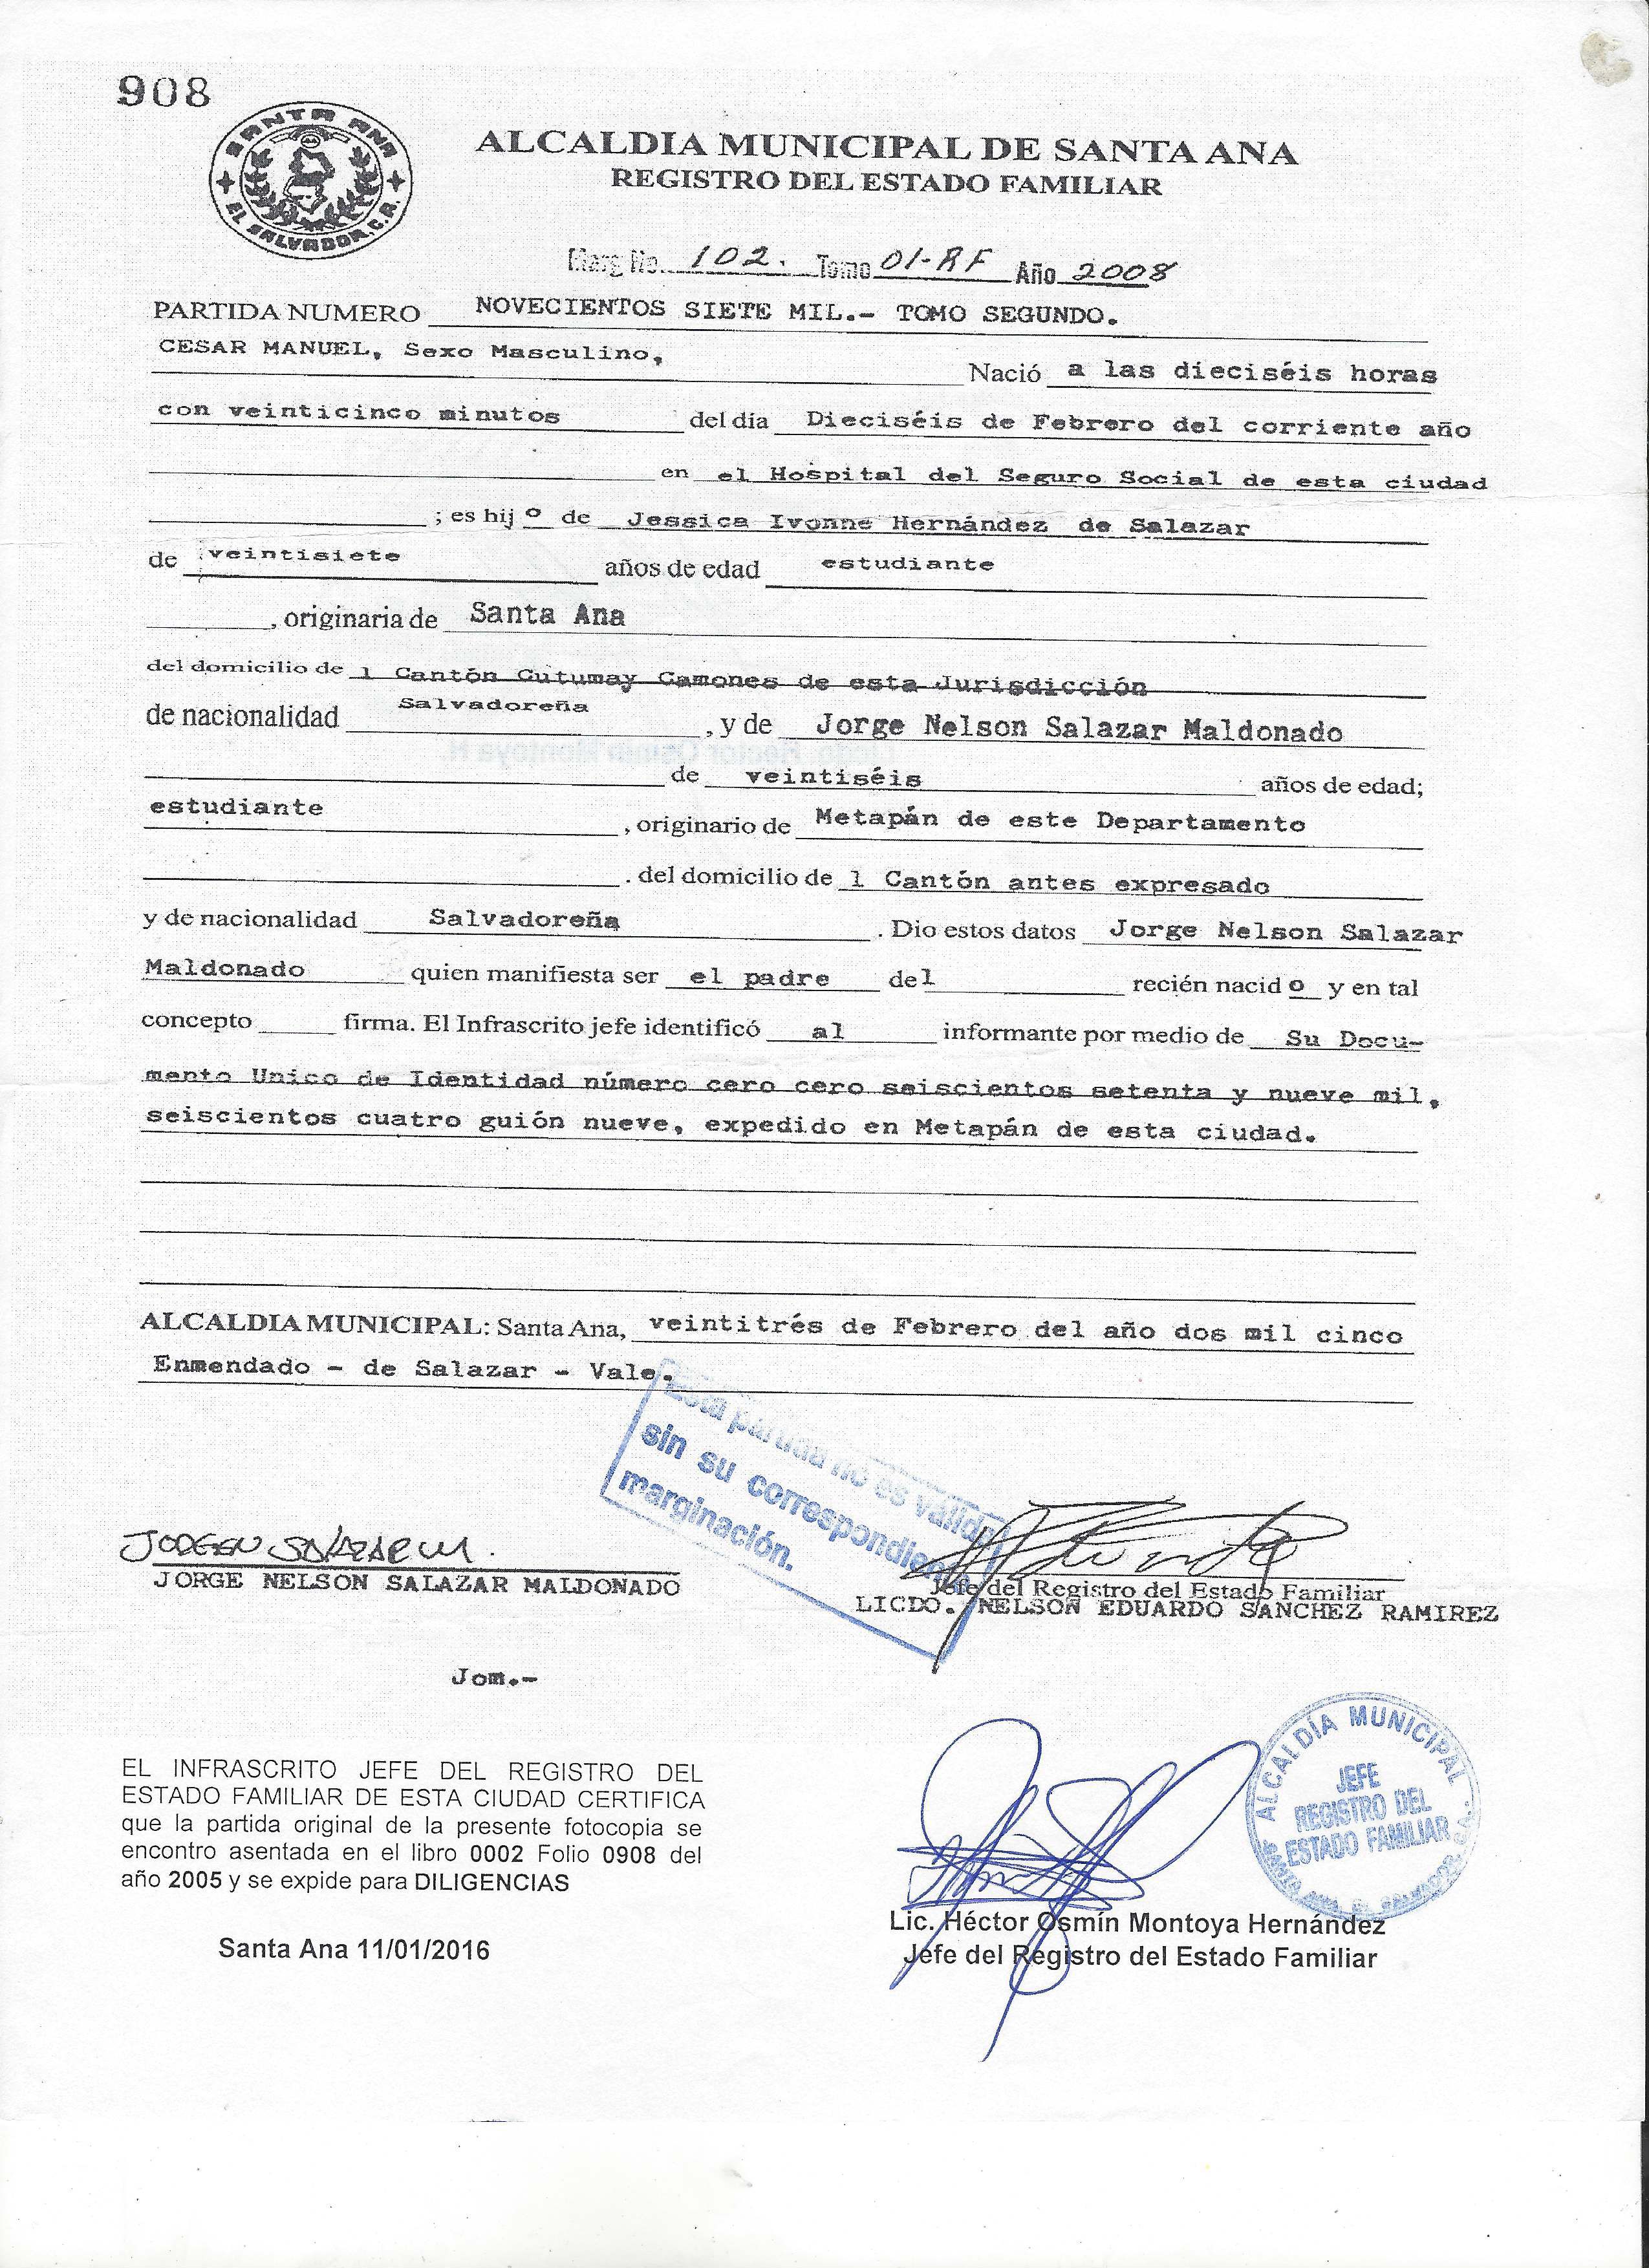 908
SANTA ANA
EL SALVADOR, C.A.
ALCALDIA MUNICIPAL DE SANTA ANA
REGISTRO DEL ESTADO FAMILIAR
Marg No. 102. Tomo 01-RF Año 2008
PARTIDA NUMERO NOVECIENTOS SIETE MIL.- TOMO SEGUNDO.
CESAR MANUEL, Sexo Masculino,
Nació a las dieciséis horas
con veinticinco minutos del día Dieciséis de Febrero del corriente año
en el Hospital del Seguro Social de esta ciudad
; es hij o de Jessica Ivonne Hernández de Salazar
de veintisiete años de edad estudiante
, originaria de Santa Ana
del domicilio de l Cantón Cutumay Camones de esta Jurisdicción
de nacionalidad Salvadoreña , y de Jorge Nelson Salazar Maldonado
de veintiséis años de edad;
estudiante , originario de Metapán de este Departamento
. del domicilio de l Cantón antes expresado
y de nacionalidad Salvadoreña . Dio estos datos Jorge Nelson Salazar
Maldonado quien manifiesta ser el padre del recién nacid o y en tal
concepto firma. El Infrascrito jefe identificó al informante por medio de Su Docu-
mento Unico de Identidad número cero cero seiscientos setenta y nueve mil,
seiscientos cuatro guión nueve, expedido en Metapán de esta ciudad.
ALCALDIA MUNICIPAL: Santa Ana, veintitrés de Febrero del año dos mil cinco
Enmendado - de Salazar - Vale.
Esta partida no es válida
sin su correspondiente
marginación.
JORGEN SALAZAR M.
JORGE NELSON SALAZAR MALDONADO
Jefe del Registro del Estado Familiar
LICDO. NELSON EDUARDO SANCHEZ RAMIREZ
Jom.-
EL INFRASCRITO JEFE DEL REGISTRO DEL
ESTADO FAMILIAR DE ESTA CIUDAD CERTIFICA
que la partida original de la presente fotocopia se
encontro asentada en el libro 0002 Folio 0908 del
año 2005 y se expide para DILIGENCIAS
Santa Ana 11/01/2016
ALCALDÍA MUNICIPAL
JEFE
REGISTRO DEL
ESTADO FAMILIAR
Lic. Héctor Osmín Montoya Hernández
Jefe del Registro del Estado Familiar